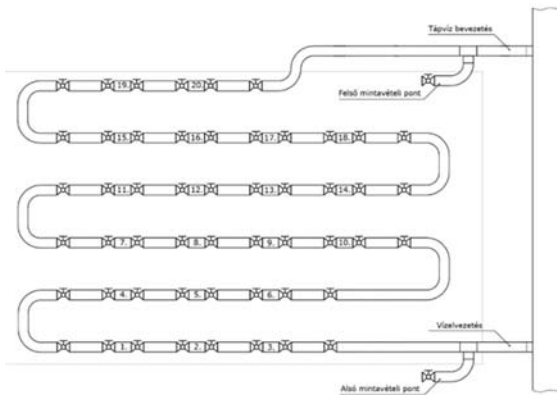 Tápvíz bevezetés
19. 20.
Felső mintavételi pont
15. 16. 17. 18.
11. 12. 13. 14.
7. 8. 9. 10.
4. 5. 6.
Vízelvezetés
1. 2. 3.
Alsó mintavételi pont